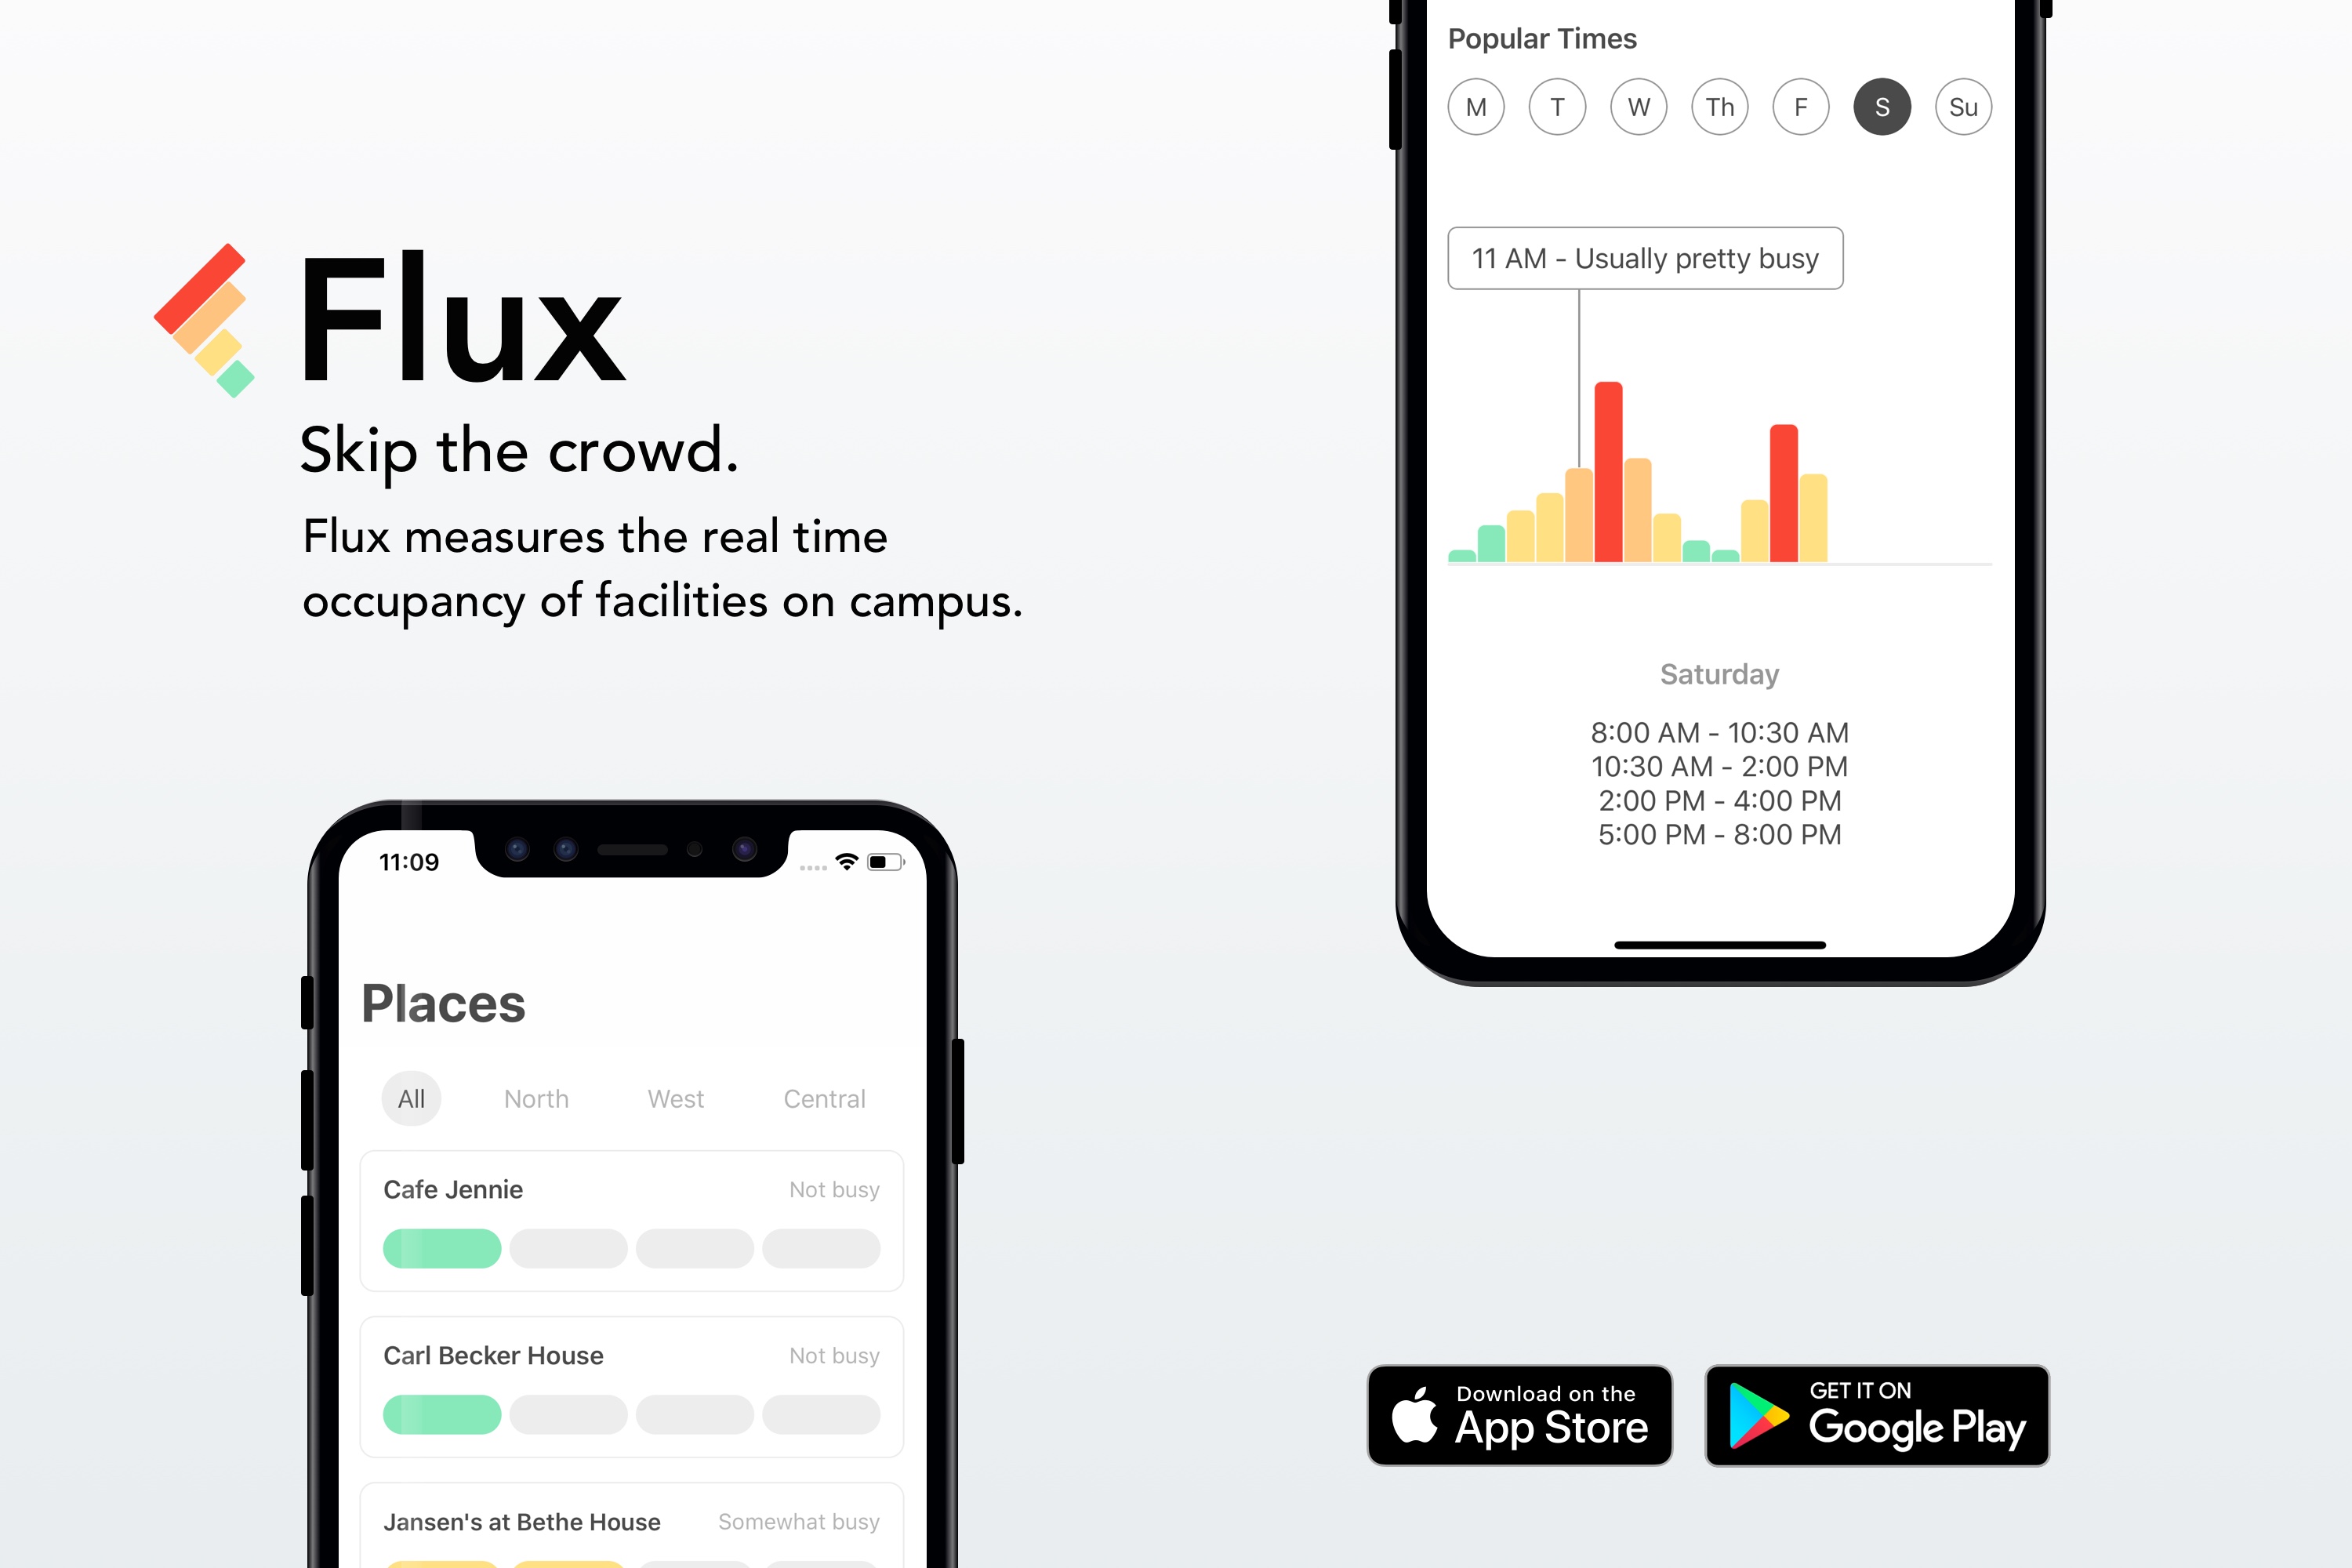 Flux
Skip the crowd.
Flux measures the real time
occupancy of facilities on campus.
11:09
Places
All North West Central
Cafe Jennie Not busy
Carl Becker House Not busy
Jansen's at Bethe House Somewhat busy
Popular Times
M T W Th F S Su
11 AM - Usually pretty busy
Saturday
8:00 AM - 10:30 AM
10:30 AM - 2:00 PM
2:00 PM - 4:00 PM
5:00 PM - 8:00 PM
Download on the
App Store
GET IT ON
Google Play